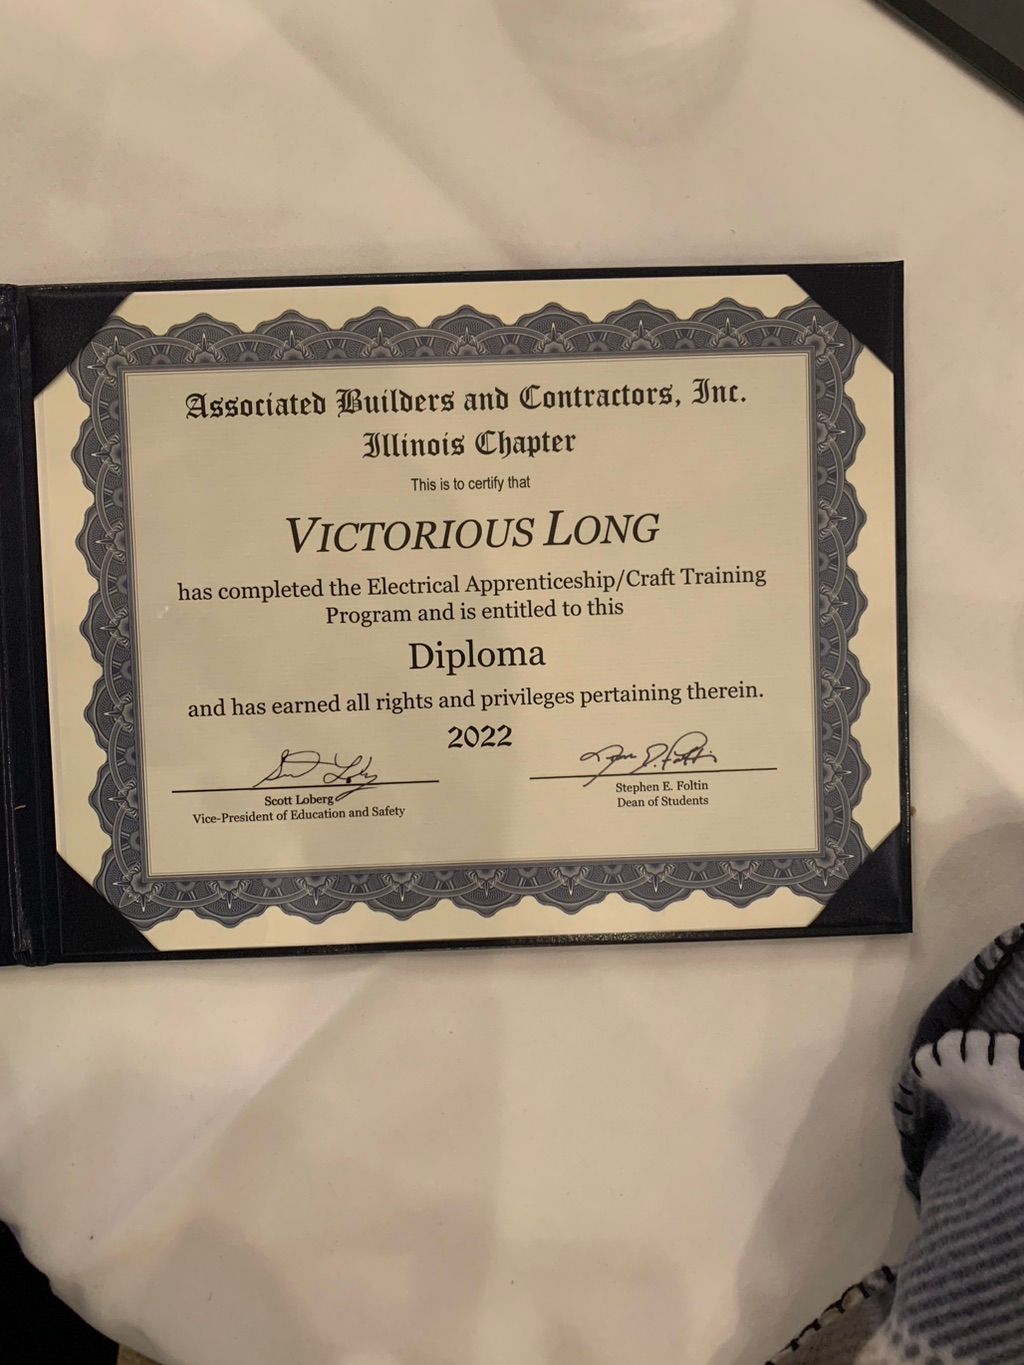 Associated Builders and Contractors, Inc.
Illinois Chapter
This is to certify that
VICTORIOUS LONG
has completed the Electrical Apprenticeship/Craft Training
Program and is entitled to this
Diploma
and has earned all rights and privileges pertaining therein.
2022
Scott Loberg
Vice-President of Education and Safety
Stephen E. Foltin
Dean of Students